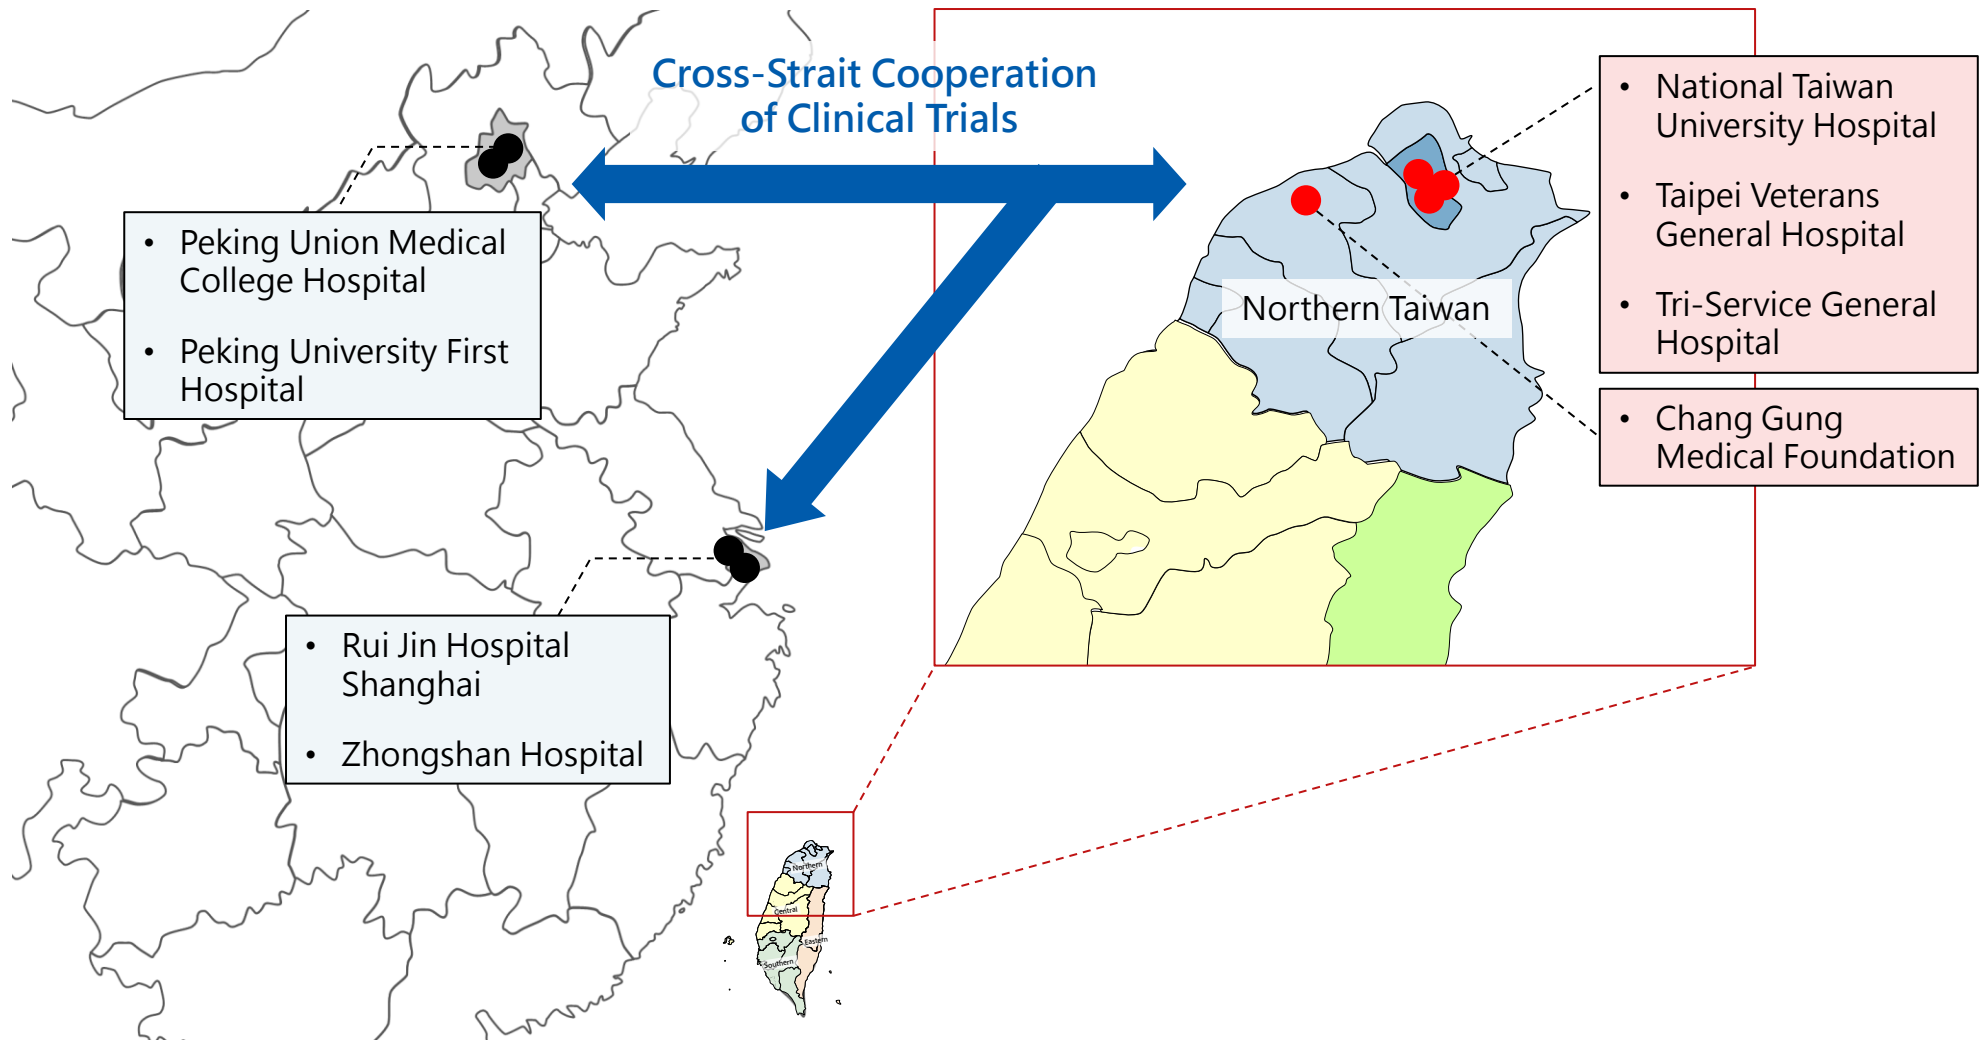 Cross-Strait Cooperation
of Clinical Trials
• Peking Union Medical
College Hospital
• Peking University First
Hospital
• Rui Jin Hospital
Shanghai
• Zhongshan Hospital
Northern Taiwan
• National Taiwan
University Hospital
• Taipei Veterans
General Hospital
• Tri-Service General
Hospital
• Chang Gung
Medical Foundation
Northern
Central
Eastern
Southern